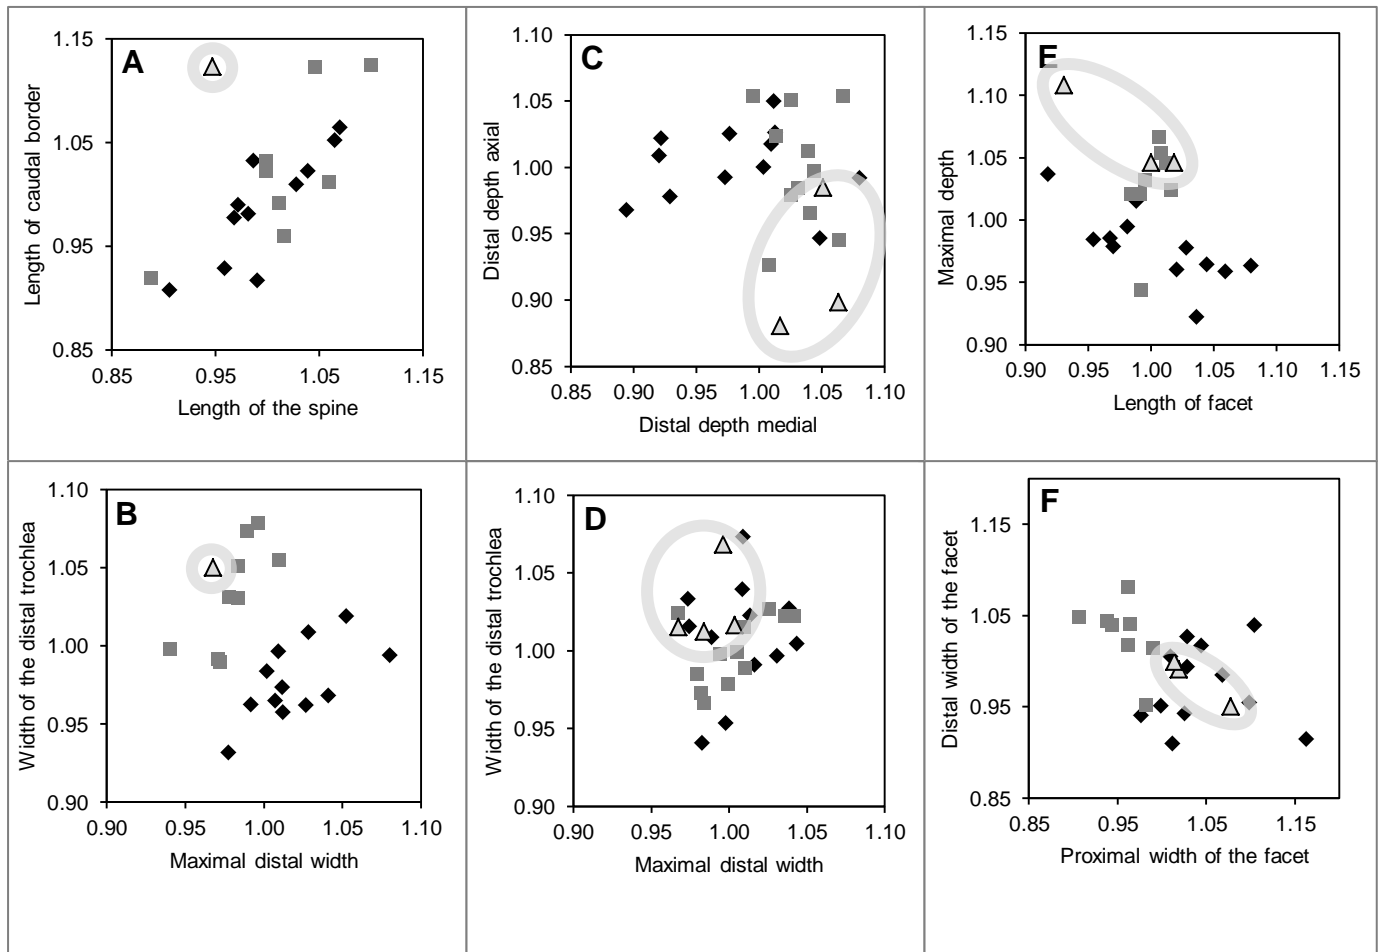 A
1.15
1.05
0.95
0.85
Length of caudal border
0.85 0.95 1.05 1.15
Length of the spine
C
1.10
1.05
1.00
0.95
0.90
0.85
Distal depth axial
0.85 0.90 0.95 1.00 1.05 1.10
Distal depth medial
E
1.15
1.10
1.05
1.00
0.95
0.90
Maximal depth
0.90 0.95 1.00 1.05 1.10 1.15
Length of facet
B
1.10
1.05
1.00
0.95
0.90
Width of the distal trochlea
0.90 0.95 1.00 1.05 1.10
Maximal distal width
D
1.10
1.05
1.00
0.95
0.90
Width of the distal trochlea
0.90 0.95 1.00 1.05 1.10
Maximal distal width
F
1.15
1.05
0.95
0.85
Distal width of the facet
0.85 0.95 1.05 1.15
Proximal width of the facet